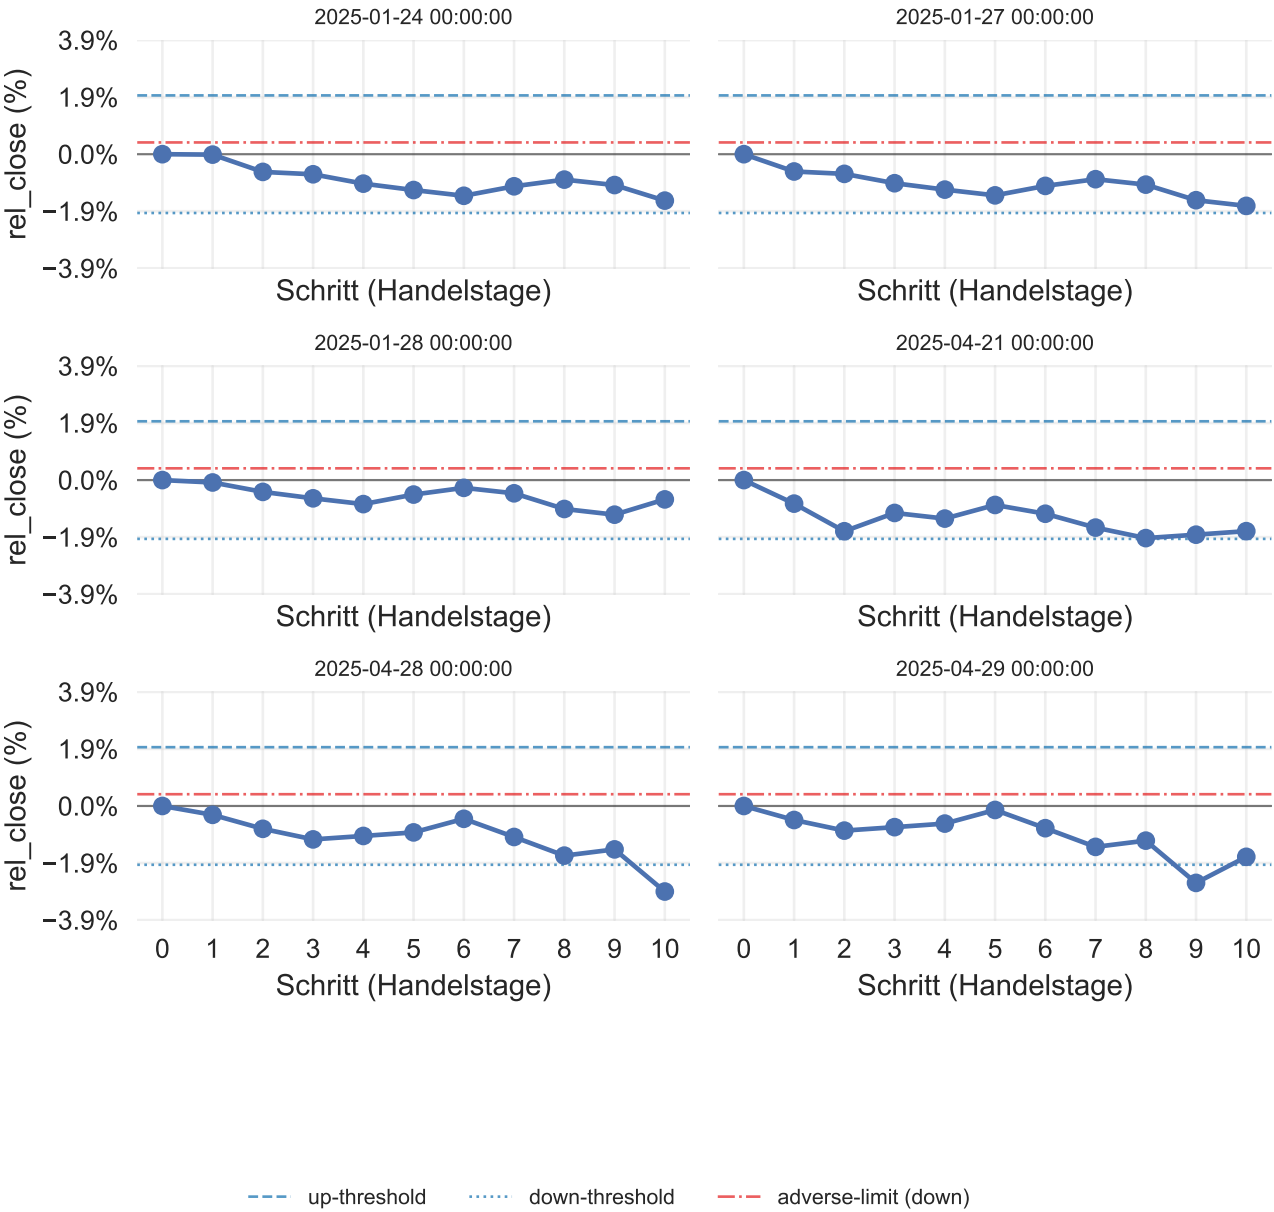 2025-01-24 00:00:00
2025-01-27 00:00:00
3.9%
1.9%
0.0%
−1.9%
−3.9%
rel_close (%)
Schritt (Handelstage)
Schritt (Handelstage)
2025-01-28 00:00:00
2025-04-21 00:00:00
3.9%
1.9%
0.0%
−1.9%
−3.9%
rel_close (%)
Schritt (Handelstage)
Schritt (Handelstage)
2025-04-28 00:00:00
2025-04-29 00:00:00
3.9%
1.9%
0.0%
−1.9%
−3.9%
rel_close (%)
0 1 2 3 4 5 6 7 8 9 10
0 1 2 3 4 5 6 7 8 9 10
Schritt (Handelstage)
Schritt (Handelstage)
up-threshold
down-threshold
adverse-limit (down)